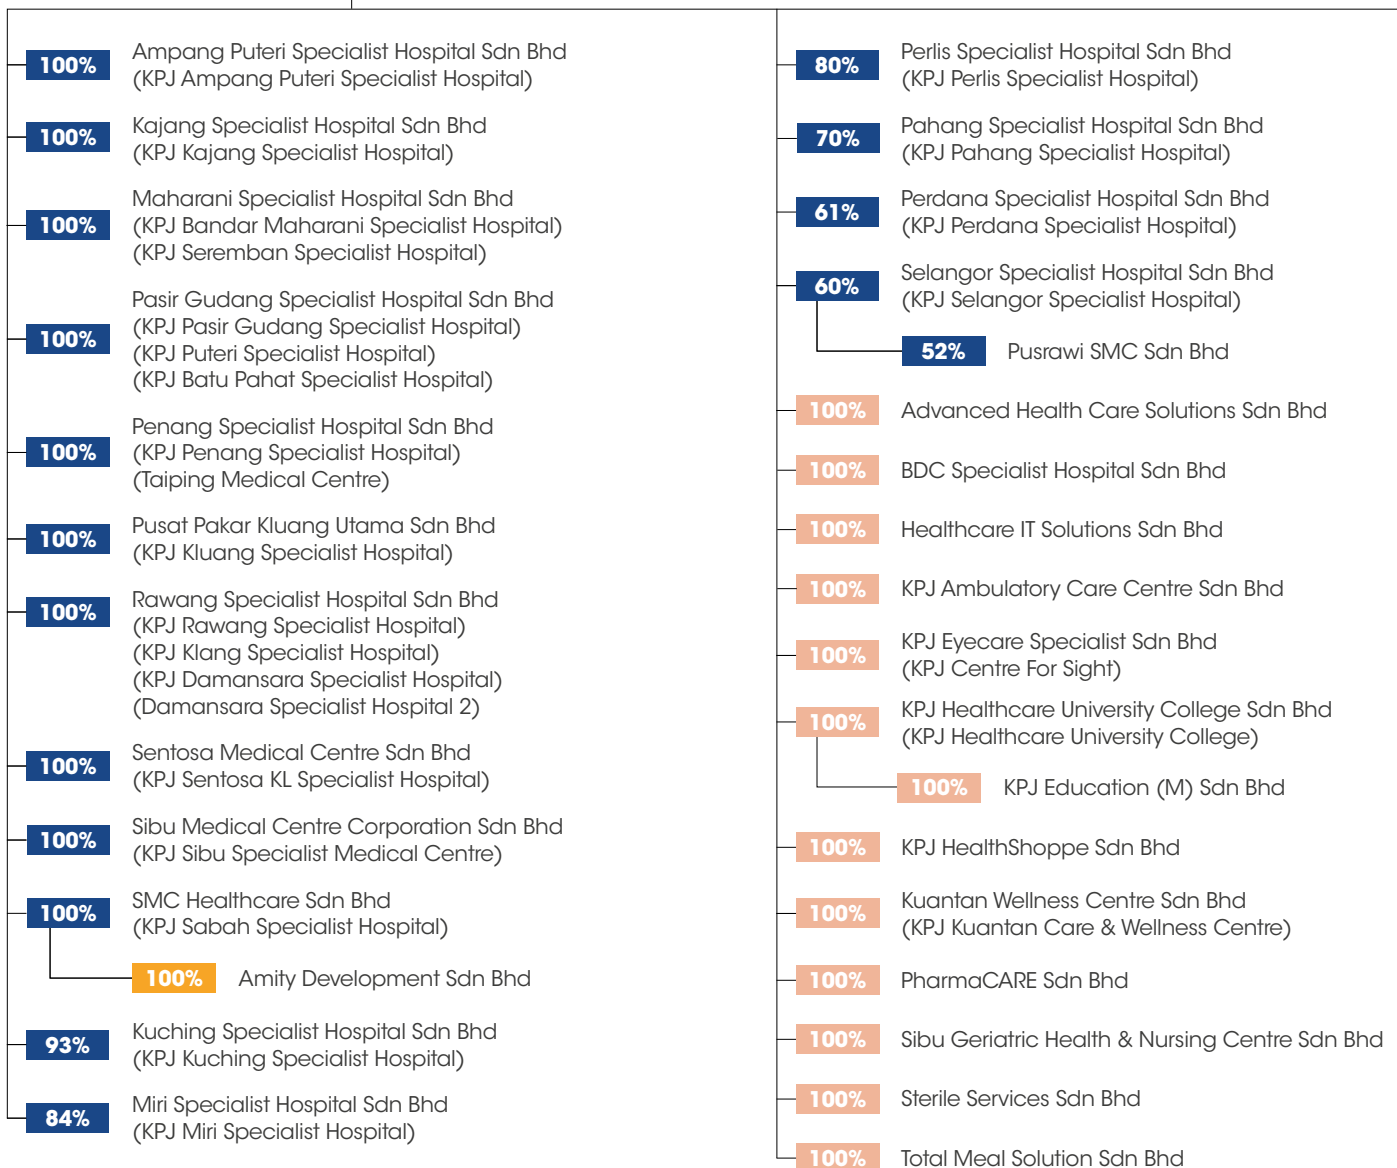 100%
Ampang Puteri Specialist Hospital Sdn Bhd
(KPJ Ampang Puteri Specialist Hospital)
100%
Kajang Specialist Hospital Sdn Bhd
(KPJ Kajang Specialist Hospital)
100%
Maharani Specialist Hospital Sdn Bhd
(KPJ Bandar Maharani Specialist Hospital)
(KPJ Seremban Specialist Hospital)
100%
Pasir Gudang Specialist Hospital Sdn Bhd
(KPJ Pasir Gudang Specialist Hospital)
(KPJ Puteri Specialist Hospital)
(KPJ Batu Pahat Specialist Hospital)
100%
Penang Specialist Hospital Sdn Bhd
(KPJ Penang Specialist Hospital)
(Taiping Medical Centre)
100%
Pusat Pakar Kluang Utama Sdn Bhd
(KPJ Kluang Specialist Hospital)
100%
Rawang Specialist Hospital Sdn Bhd
(KPJ Rawang Specialist Hospital)
(KPJ Klang Specialist Hospital)
(KPJ Damansara Specialist Hospital)
(Damansara Specialist Hospital 2)
100%
Sentosa Medical Centre Sdn Bhd
(KPJ Sentosa KL Specialist Hospital)
100%
Sibu Medical Centre Corporation Sdn Bhd
(KPJ Sibu Specialist Medical Centre)
100%
SMC Healthcare Sdn Bhd
(KPJ Sabah Specialist Hospital)
100%
Amity Development Sdn Bhd
93%
Kuching Specialist Hospital Sdn Bhd
(KPJ Kuching Specialist Hospital)
84%
Miri Specialist Hospital Sdn Bhd
(KPJ Miri Specialist Hospital)
80%
Perlis Specialist Hospital Sdn Bhd
(KPJ Perlis Specialist Hospital)
70%
Pahang Specialist Hospital Sdn Bhd
(KPJ Pahang Specialist Hospital)
61%
Perdana Specialist Hospital Sdn Bhd
(KPJ Perdana Specialist Hospital)
60%
Selangor Specialist Hospital Sdn Bhd
(KPJ Selangor Specialist Hospital)
52%
Pusrawi SMC Sdn Bhd
100%
Advanced Health Care Solutions Sdn Bhd
100%
BDC Specialist Hospital Sdn Bhd
100%
Healthcare IT Solutions Sdn Bhd
100%
KPJ Ambulatory Care Centre Sdn Bhd
100%
KPJ Eyecare Specialist Sdn Bhd
(KPJ Centre For Sight)
100%
KPJ Healthcare University College Sdn Bhd
(KPJ Healthcare University College)
100%
KPJ Education (M) Sdn Bhd
100%
KPJ HealthShoppe Sdn Bhd
100%
Kuantan Wellness Centre Sdn Bhd
(KPJ Kuantan Care & Wellness Centre)
100%
PharmaCARE Sdn Bhd
100%
Sibu Geriatric Health & Nursing Centre Sdn Bhd
100%
Sterile Services Sdn Bhd
100%
Total Meal Solution Sdn Bhd